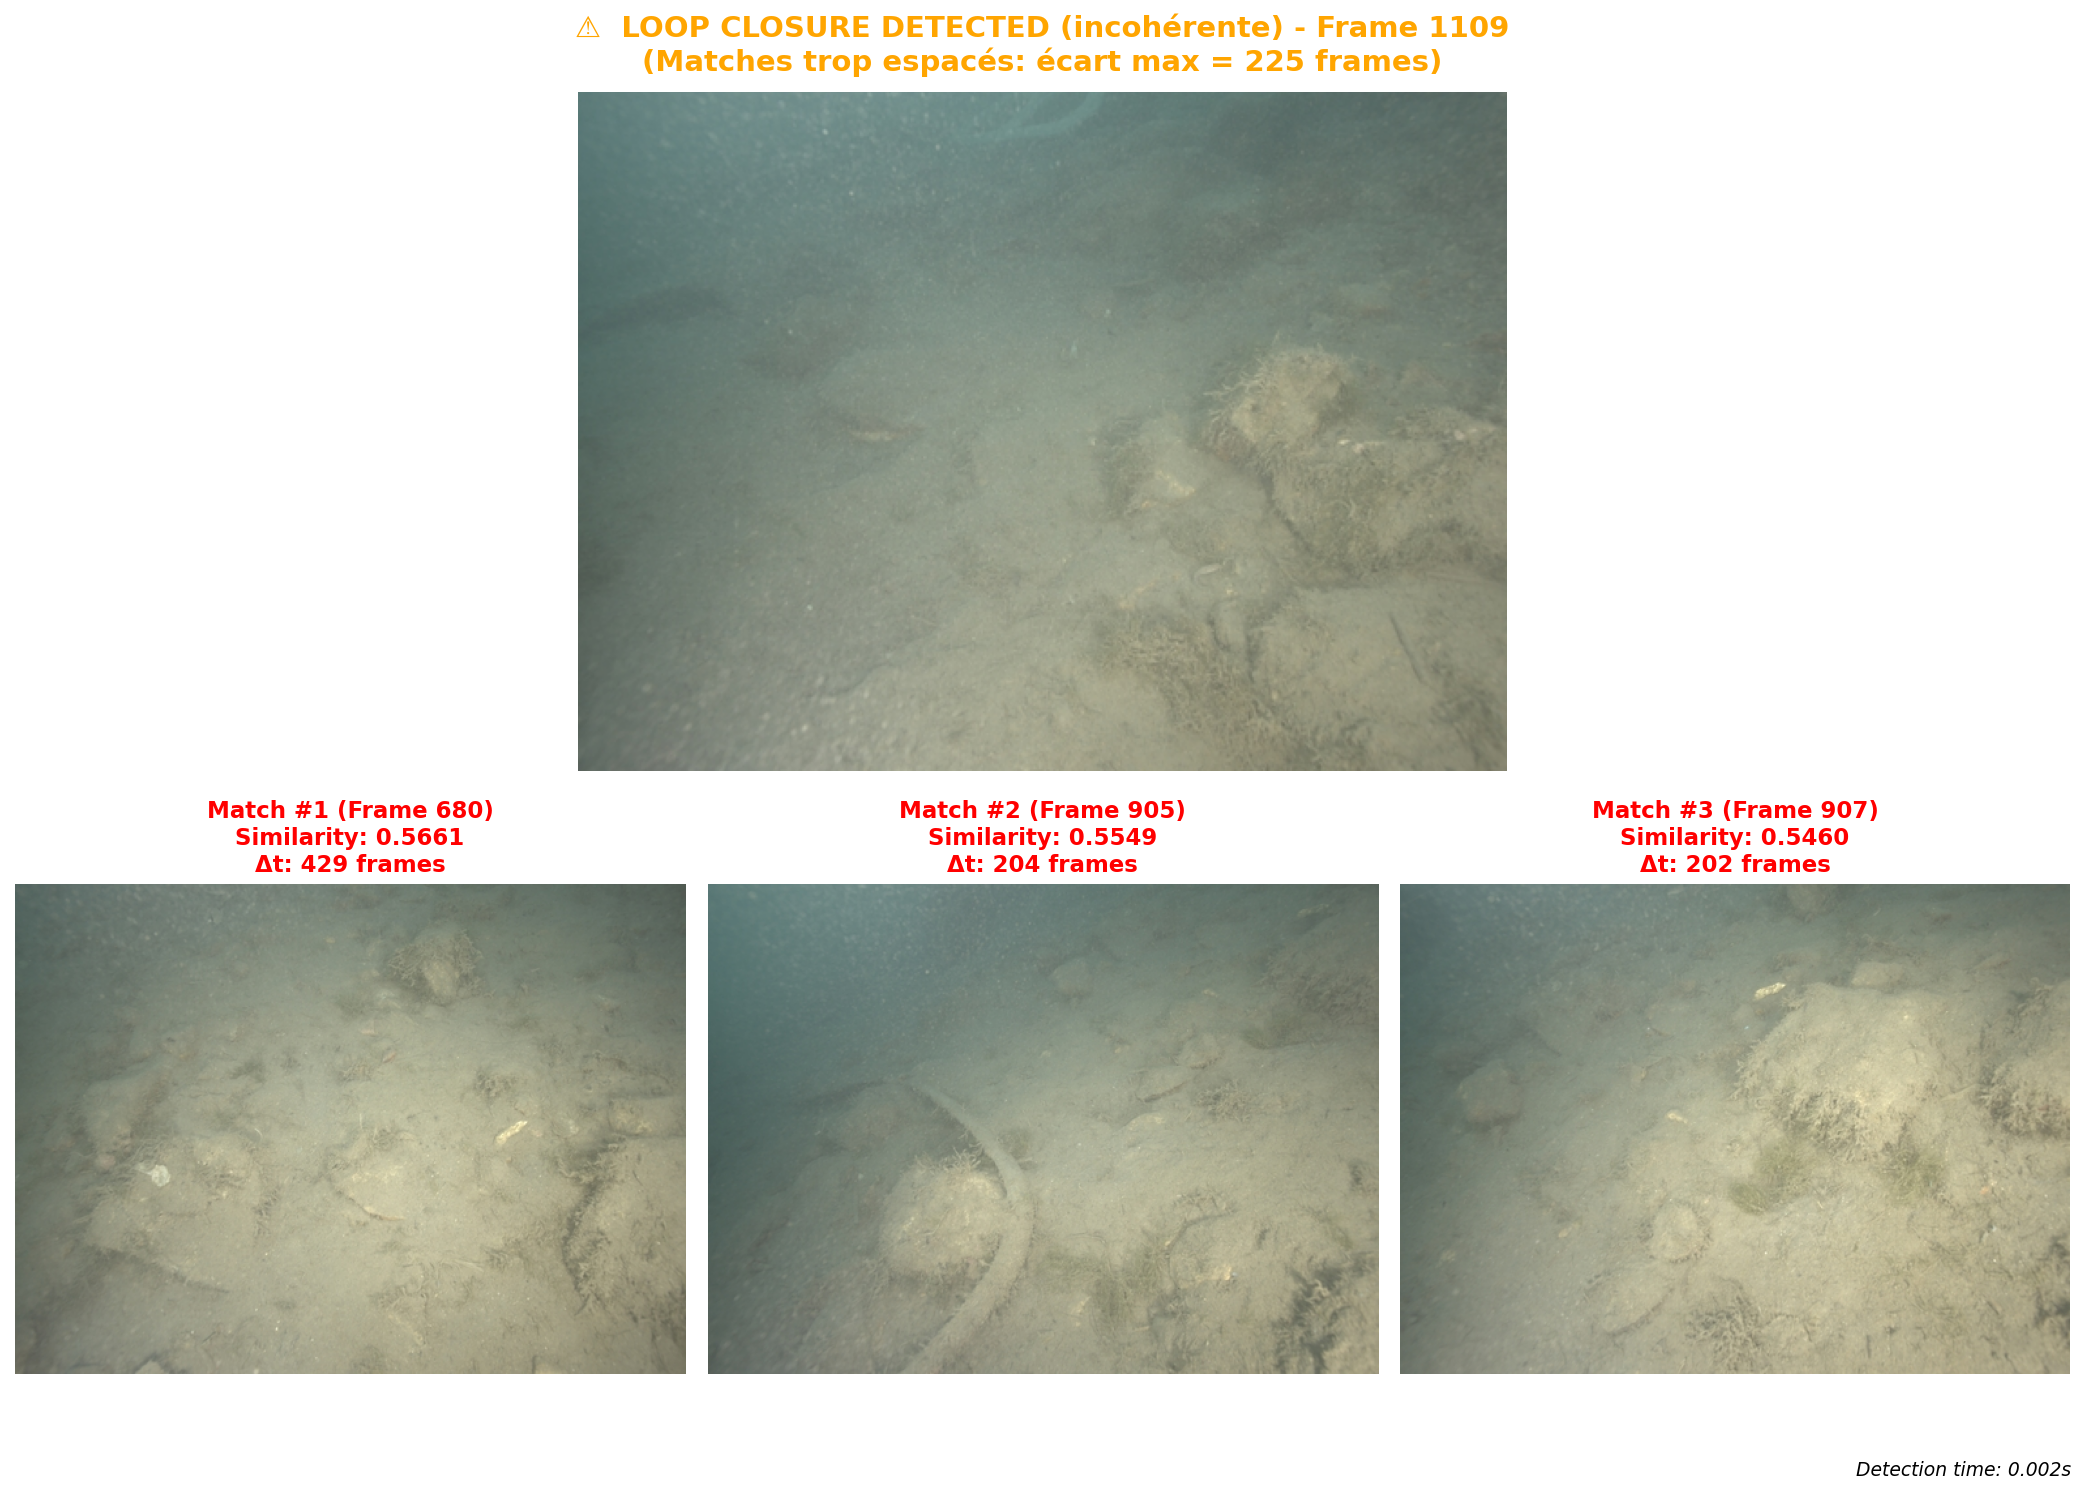 ⚠ LOOP CLOSURE DETECTED (incohérente) - Frame 1109
(Matches trop espacés: écart max = 225 frames)
Match #1 (Frame 680)
Similarity: 0.5661
Δt: 429 frames
Match #2 (Frame 905)
Similarity: 0.5549
Δt: 204 frames
Match #3 (Frame 907)
Similarity: 0.5460
Δt: 202 frames
Detection time: 0.002s